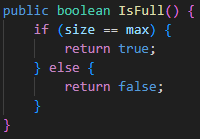 public boolean IsFull() {
    if (size == max) {
        return true;
    } else {
        return false;
    }
}